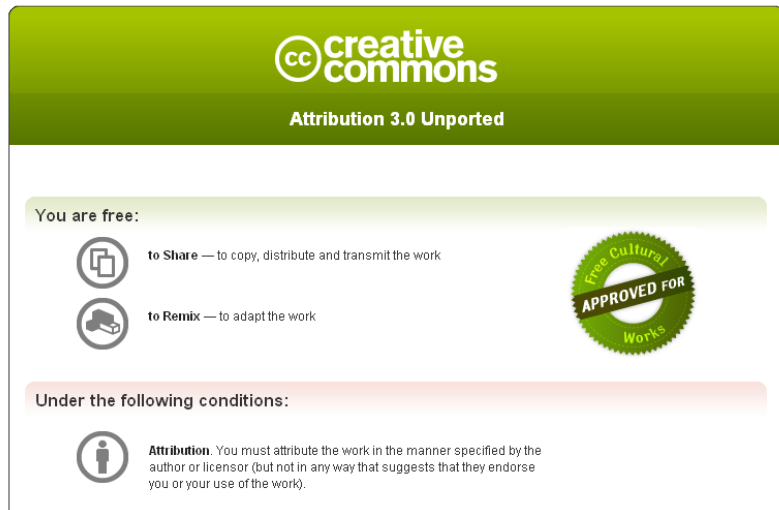 cc creative
commons
Attribution 3.0 Unported
You are free:
to Share — to copy, distribute and transmit the work
to Remix — to adapt the work
Free Cultural
APPROVED FOR
Works
Under the following conditions:
Attribution. You must attribute the work in the manner specified by the
author or licensor (but not in any way that suggests that they endorse
you or your use of the work).